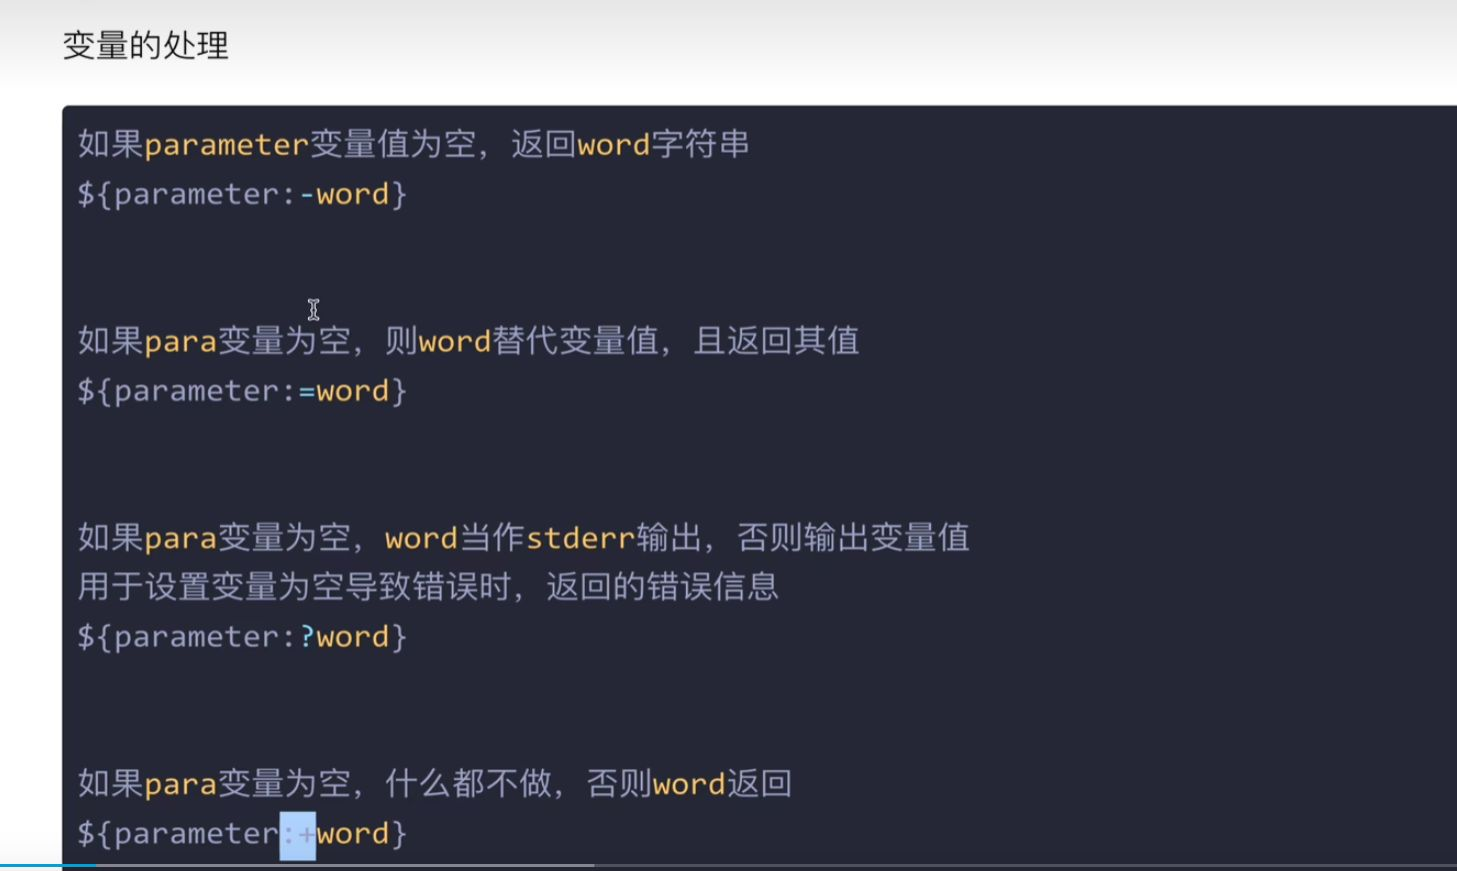 变量的处理
如果parameter变量值为空，返回word字符串
${parameter:-word}
如果para变量为空，则word替代变量值，且返回其值
${parameter:=word}
如果para变量为空，word当作stderr输出，否则输出变量值
用于设置变量为空导致错误时，返回的错误信息
${parameter:?word}
如果para变量为空，什么都不做，否则word返回
${parameter:+word}